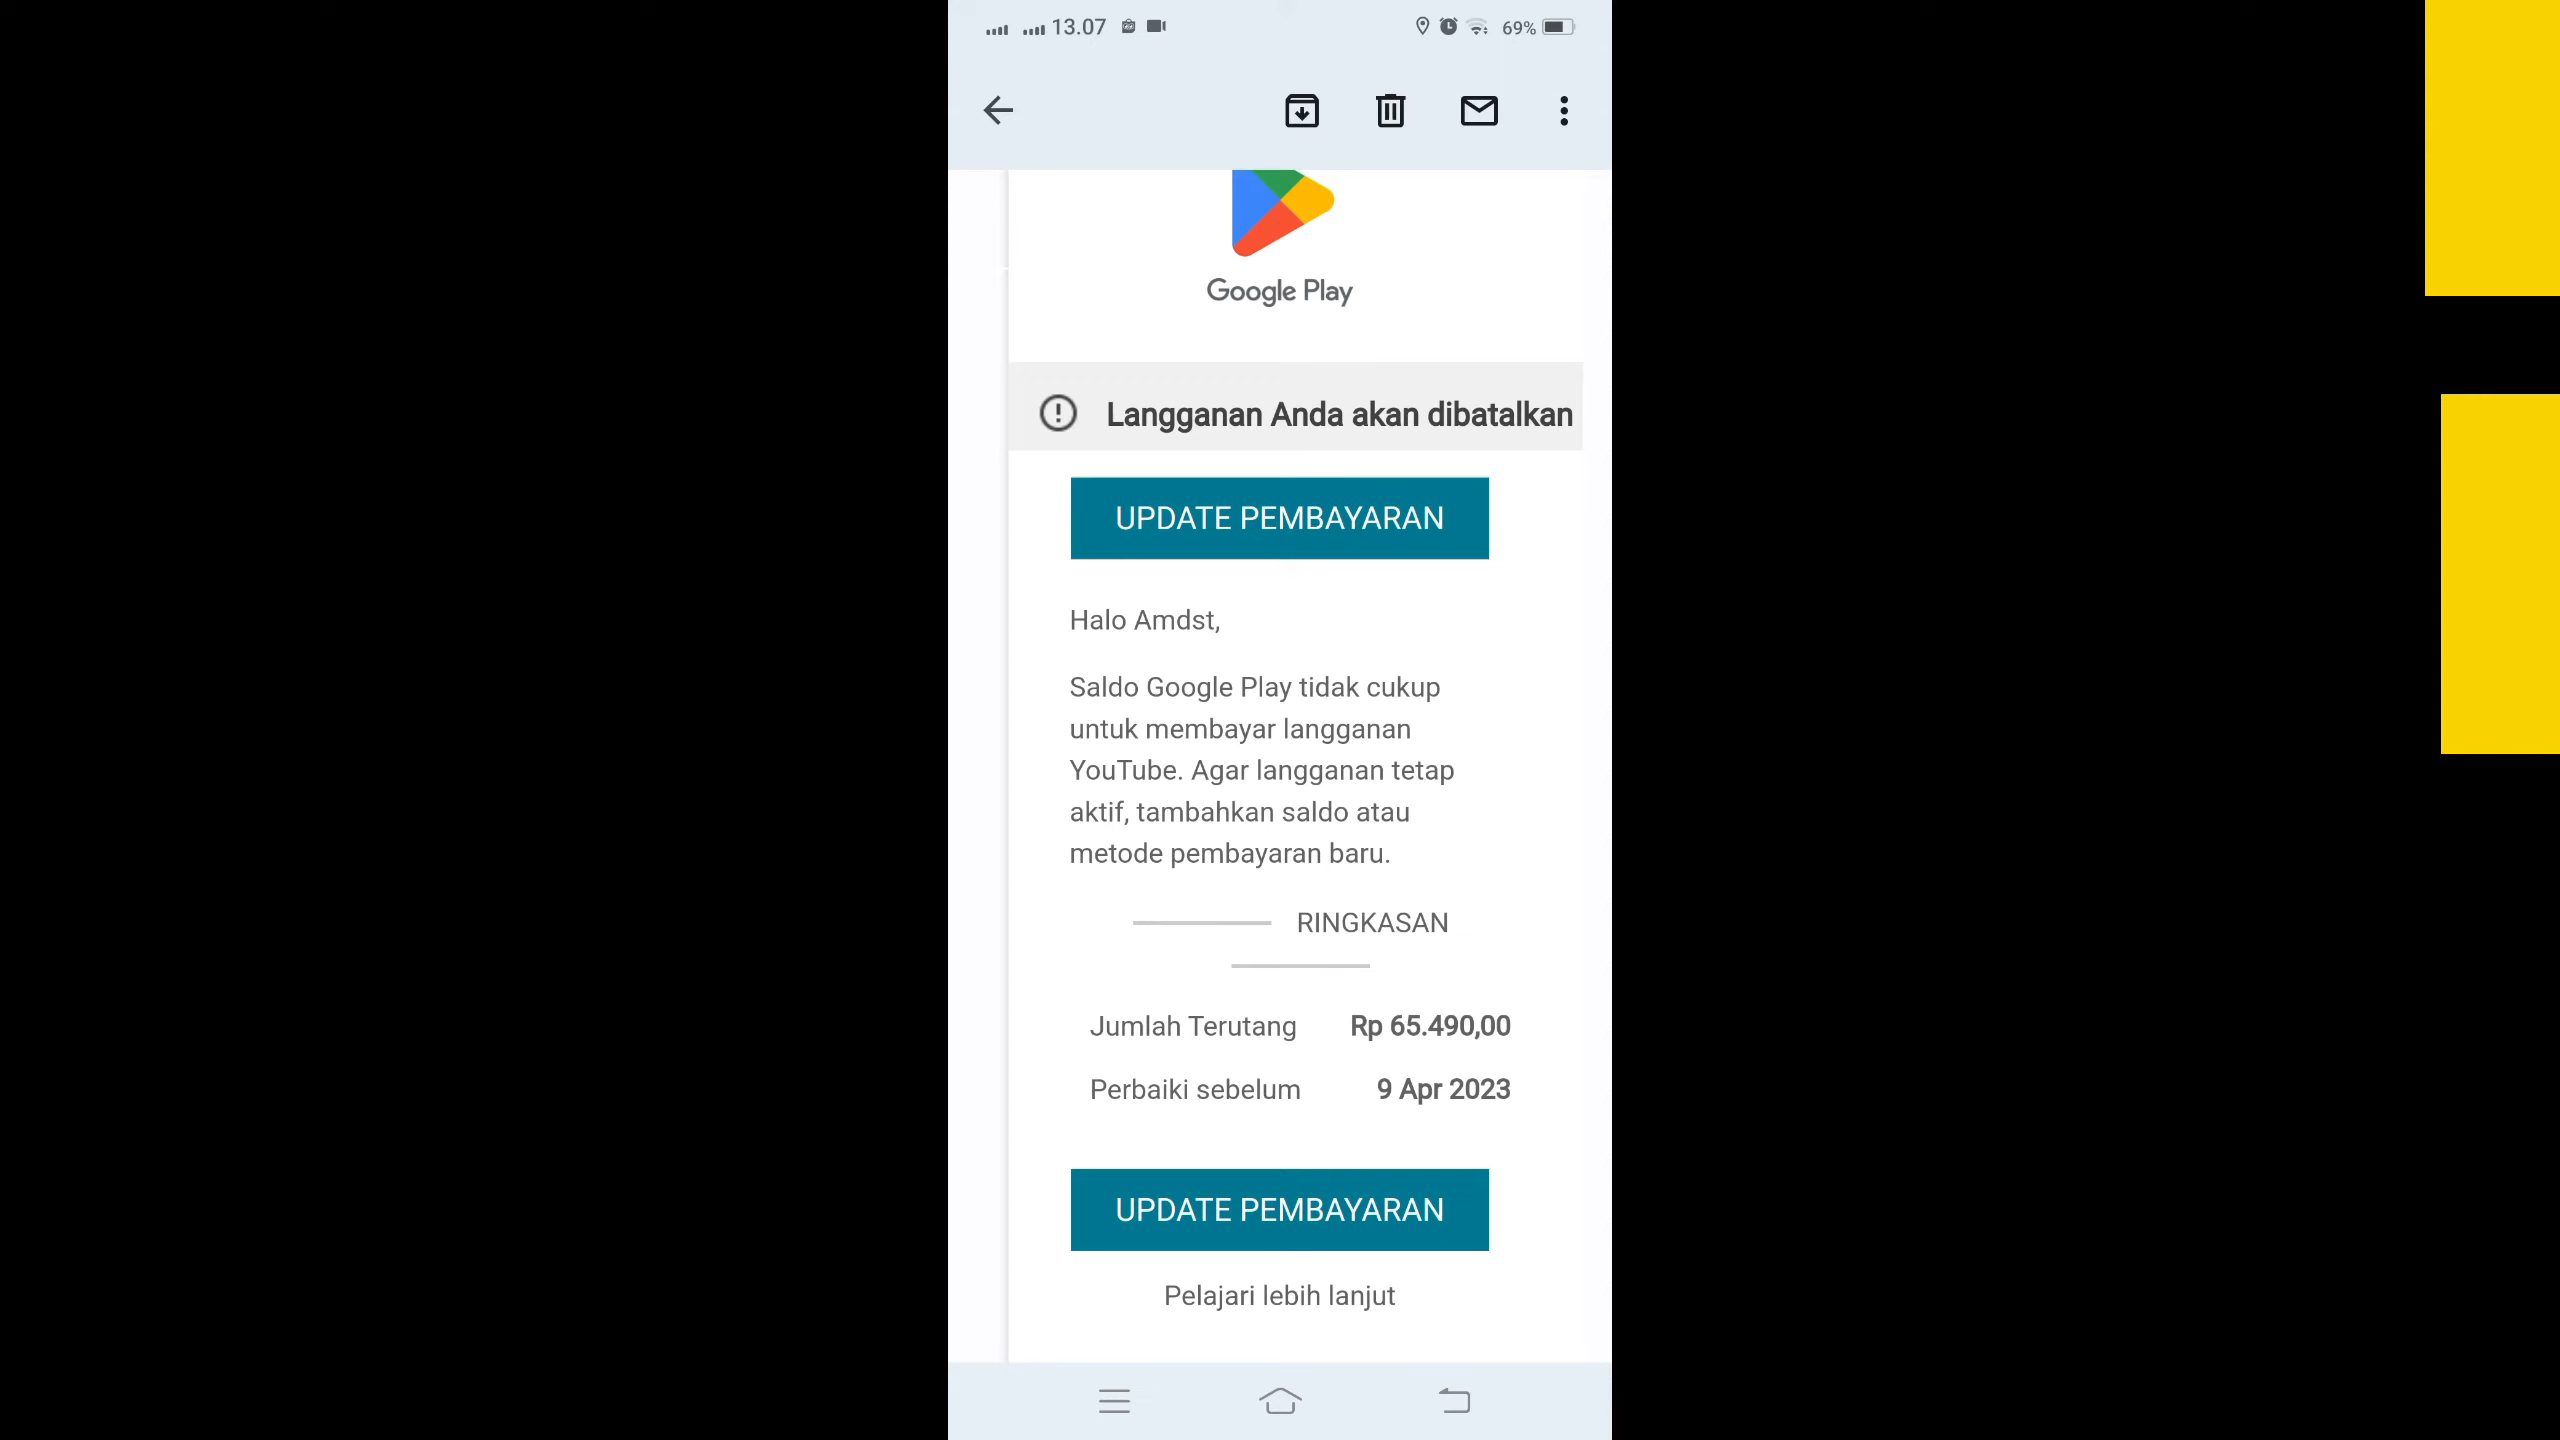 13.07
69%
Google Play
Langganan Anda akan dibatalkan
UPDATE PEMBAYARAN
Halo Amdst,
Saldo Google Play tidak cukup
untuk membayar langganan
YouTube. Agar langganan tetap
aktif, tambahkan saldo atau
metode pembayaran baru.
RINGKASAN
Jumlah Terutang Rp 65.490,00
Perbaiki sebelum 9 Apr 2023
UPDATE PEMBAYARAN
Pelajari lebih lanjut